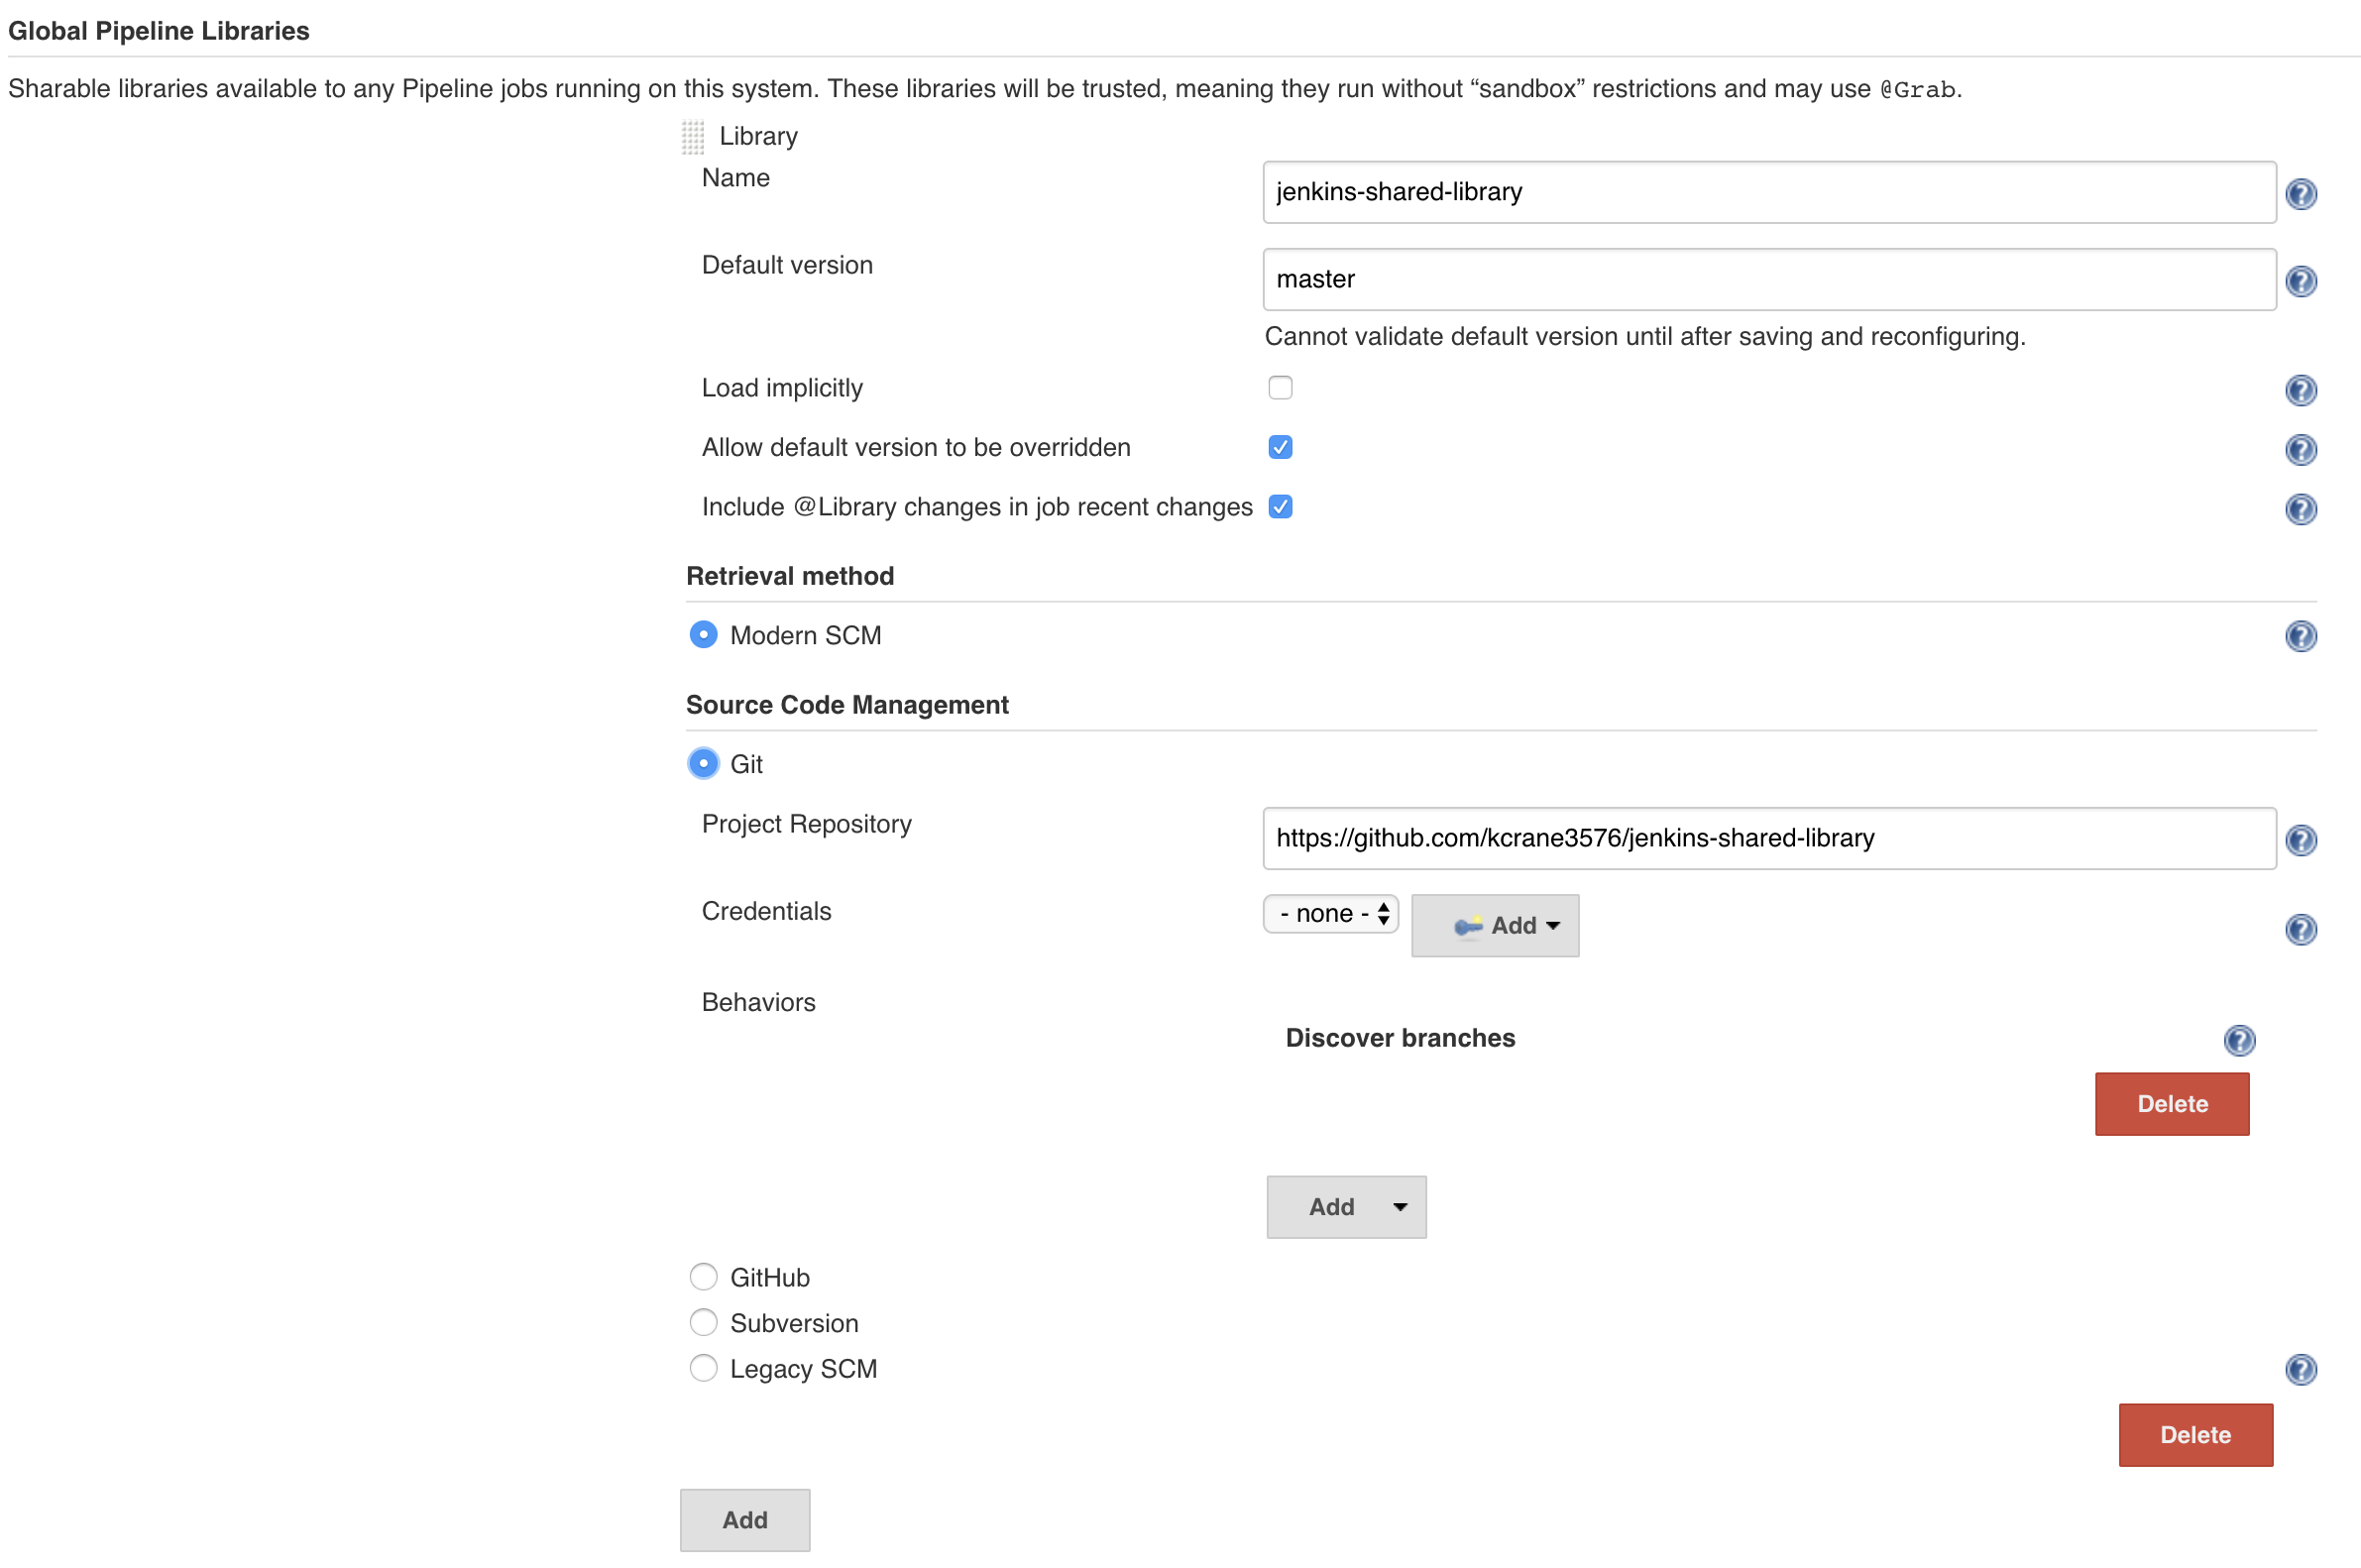 Global Pipeline Libraries
Sharable libraries available to any Pipeline jobs running on this system. These libraries will be trusted, meaning they run without “sandbox” restrictions and may use @Grab.
Library
Name
jenkins-shared-library
Default version
master
Cannot validate default version until after saving and reconfiguring.
Load implicitly
Allow default version to be overridden
Include @Library changes in job recent changes
Retrieval method
Modern SCM
Source Code Management
Git
Project Repository
https://github.com/kcrane3576/jenkins-shared-library
Credentials
- none -
Add
Behaviors
Discover branches
Delete
Add
GitHub
Subversion
Legacy SCM
Delete
Add